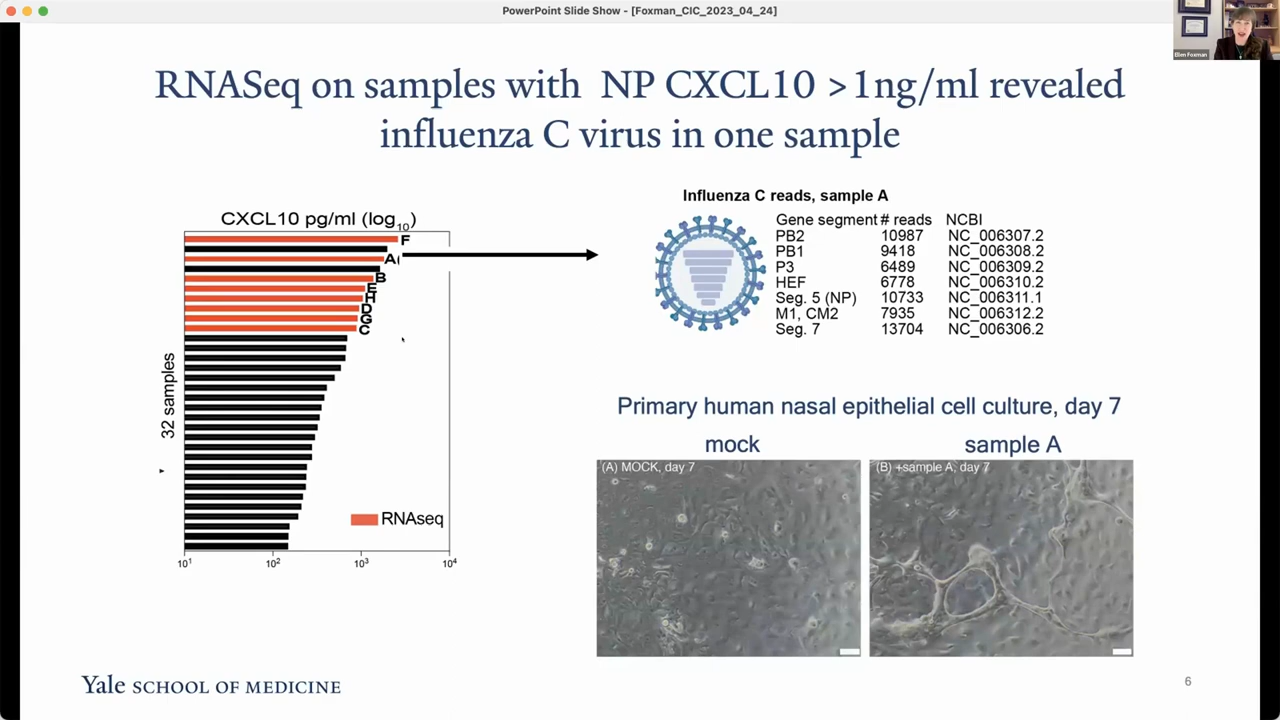 PowerPoint Slide Show - [Foxman_CIC_2023_04_24]
Ellen Foxman
RNASeq on samples with NP CXCL10 >1ng/ml revealed
influenza C virus in one sample
CXCL10 pg/ml (log10)
F
A(
B
E
H
D
G
C
32 samples
RNAseq
10¹ 10² 10³ 10⁴
Influenza C reads, sample A
Gene segment # reads NCBI
PB2 10987 NC_006307.2
PB1 9418 NC_006308.2
P3 6489 NC_006309.2
HEF 6778 NC_006310.2
Seg. 5 (NP) 10733 NC_006311.1
M1, CM2 7935 NC_006312.2
Seg. 7 13704 NC_006306.2
Primary human nasal epithelial cell culture, day 7
mock sample A
(A) MOCK, day 7 (B) +sample A, day 7
Yale SCHOOL OF MEDICINE
6